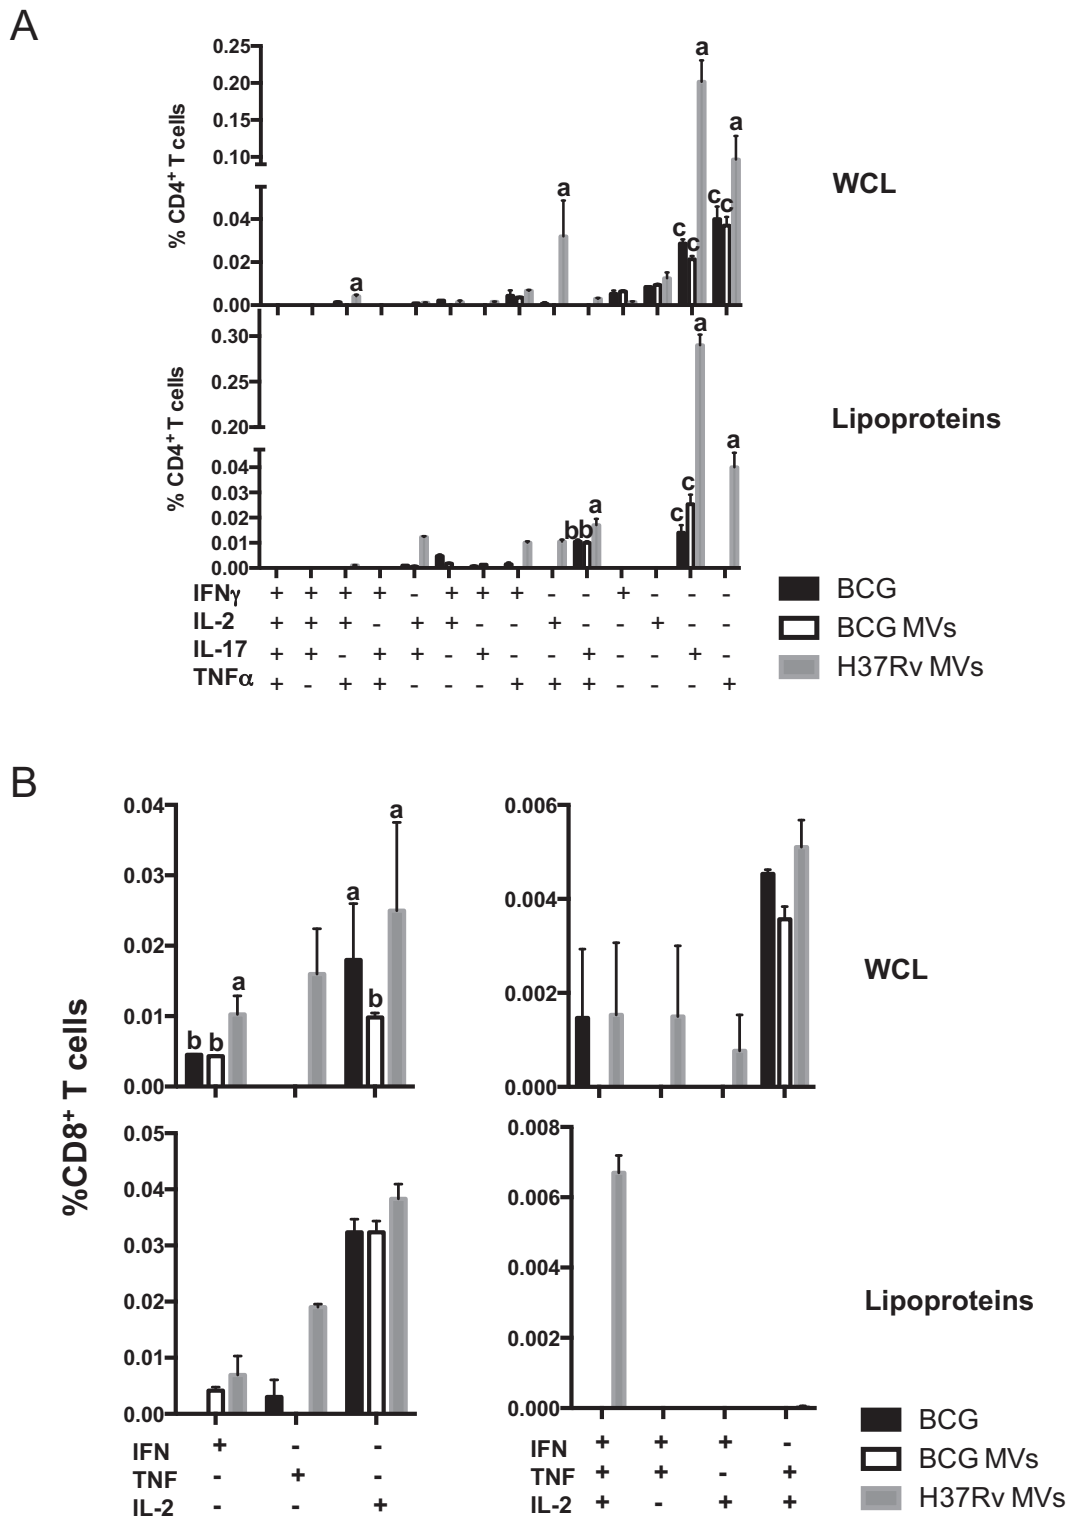 A
0.25
0.20
0.15
0.10
0.04
0.02
0.00
% CD4+ T cells
a
a
c
c
a
c
c
a
WCL
0.30
0.25
0.20
0.04
0.03
0.02
0.01
0.00
% CD4+ T cells
b
b
a
c
c
a
a
Lipoproteins
IFNγ + + + + - + + + - - + - - -
IL-2 + + + - + + - - + - - + - -
IL-17 + + - + + - + - - + - - + -
TNFα + - + + - - - + + + - - - +
BCG
BCG MVs
H37Rv MVs
B
%CD8+ T cells
0.04
0.03
0.02
0.01
0.00
b
b
a
a
b
a
0.006
0.004
0.002
0.000
WCL
0.05
0.04
0.03
0.02
0.01
0.00
IFN + - -
TNF - + -
IL-2 - - +
0.008
0.006
0.004
0.002
0.000
Lipoproteins
IFN + + + -
TNF + + - +
IL-2 + - + +
BCG
BCG MVs
H37Rv MVs